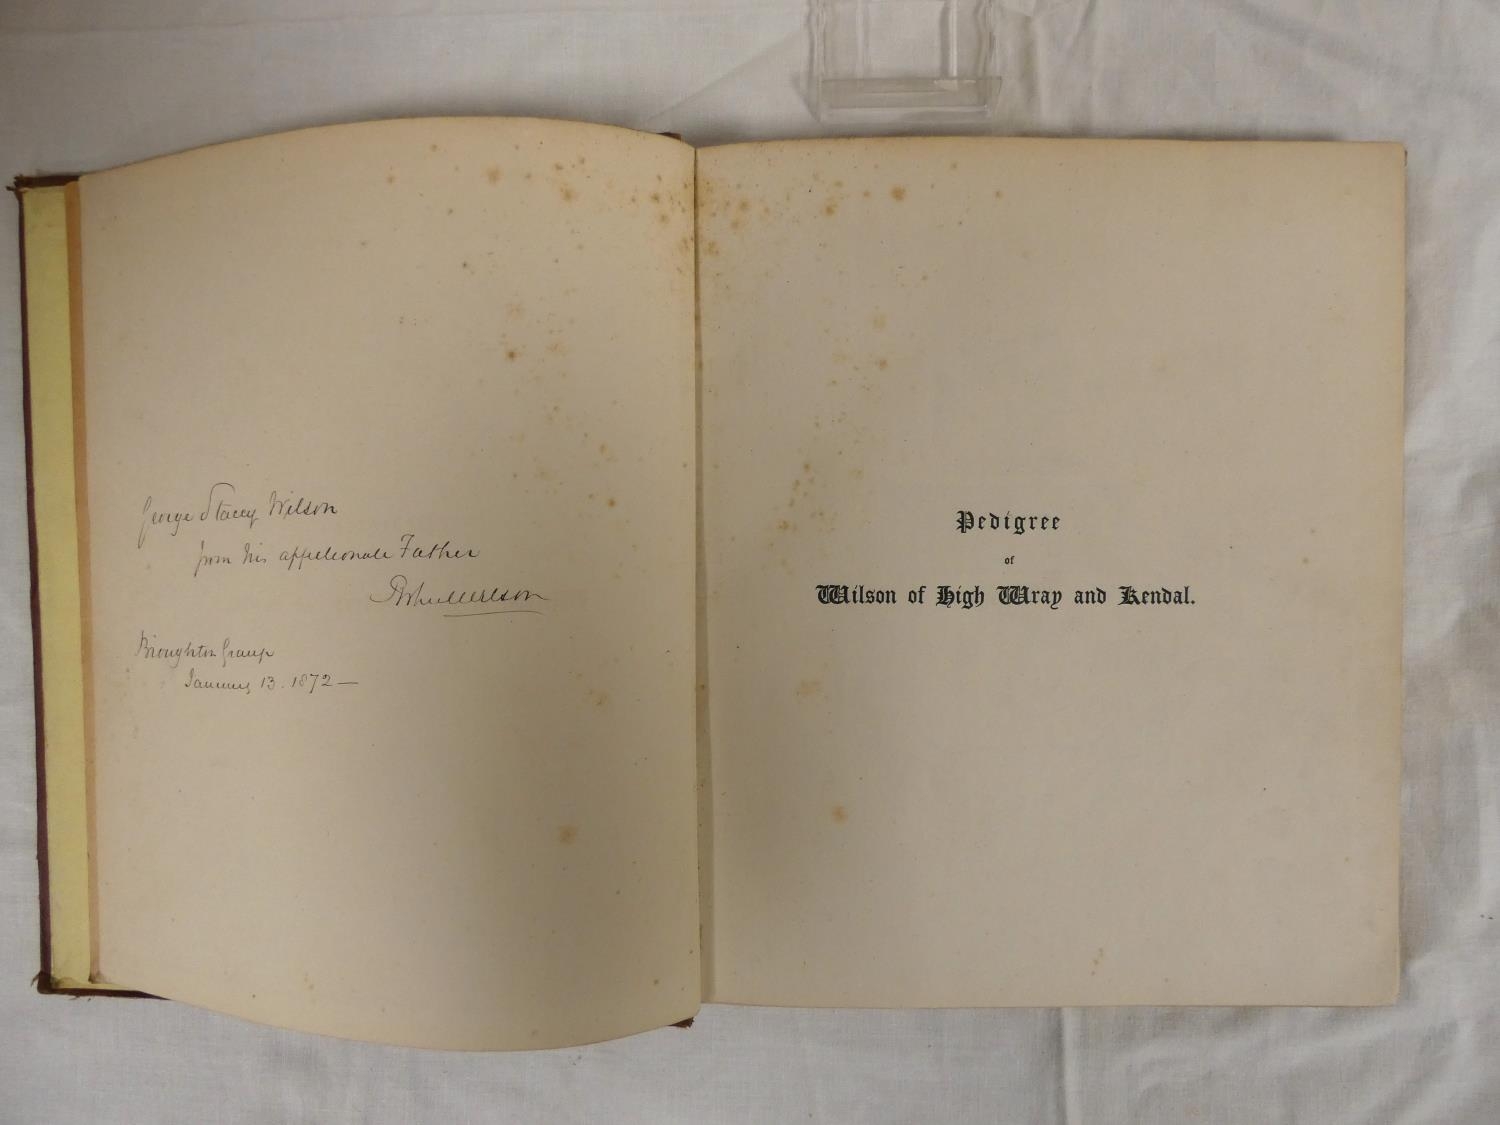 George Stacey Wilson
from his affectionate Father
Wilson
Broughton Grange
January 13. 1872 —
Pedigree
of
Wilson of High Wray and Kendal.